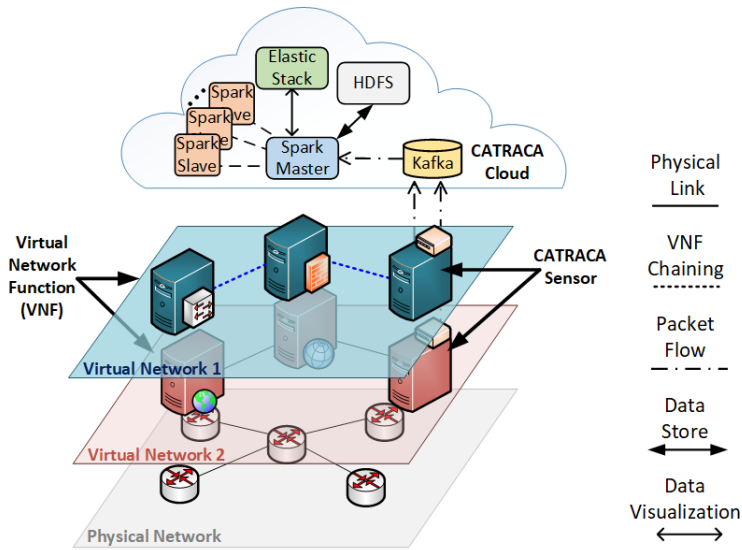 Elastic
Stack
HDFS
Spark
Slave
Spark
Spark
Slave
Spark
Master
Kafka
CATRACA
Cloud
Virtual
Network
Function
(VNF)
CATRACA
Sensor
Virtual Network 1
Virtual Network 2
Physical Network
Physical
Link
VNF
Chaining
Packet
Flow
Data
Store
Data
Visualization